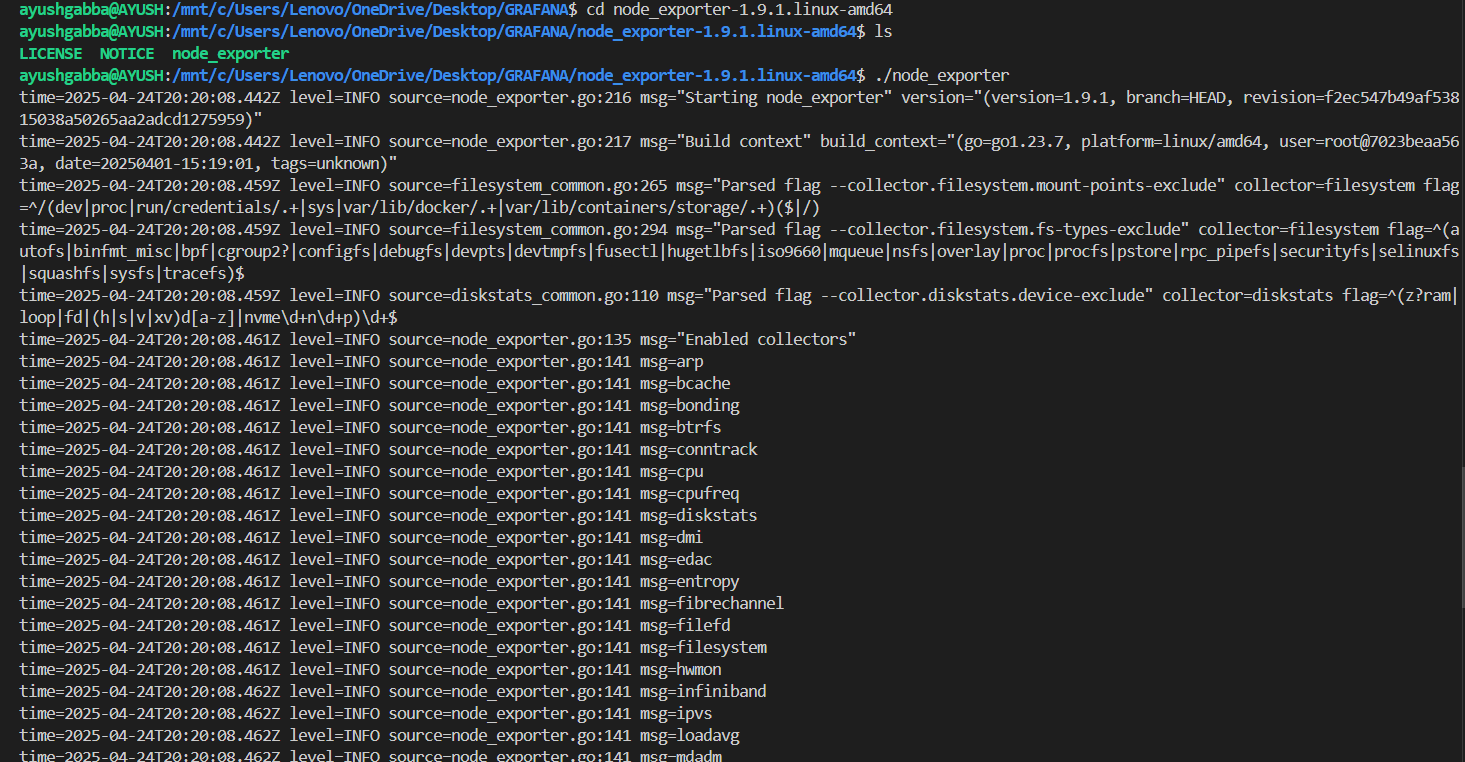 ayushgabba@AYUSH:/mnt/c/Users/Lenovo/OneDrive/Desktop/GRAFANA$ cd node_exporter-1.9.1.linux-amd64
ayushgabba@AYUSH:/mnt/c/Users/Lenovo/OneDrive/Desktop/GRAFANA/node_exporter-1.9.1.linux-amd64$ ls
LICENSE  NOTICE  node_exporter
ayushgabba@AYUSH:/mnt/c/Users/Lenovo/OneDrive/Desktop/GRAFANA/node_exporter-1.9.1.linux-amd64$ ./node_exporter
time=2025-04-24T20:20:08.442Z level=INFO source=node_exporter.go:216 msg="Starting node_exporter" version="(version=1.9.1, branch=HEAD, revision=f2ec547b49af538
15038a50265aa2adcd1275959)"
time=2025-04-24T20:20:08.442Z level=INFO source=node_exporter.go:217 msg="Build context" build_context="(go=go1.23.7, platform=linux/amd64, user=root@7023beaa56
3a, date=20250401-15:19:01, tags=unknown)"
time=2025-04-24T20:20:08.459Z level=INFO source=filesystem_common.go:265 msg="Parsed flag --collector.filesystem.mount-points-exclude" collector=filesystem flag
=^/(dev|proc|run/credentials/.+|sys|var/lib/docker/.+|var/lib/containers/storage/.+)($|/)
time=2025-04-24T20:20:08.459Z level=INFO source=filesystem_common.go:294 msg="Parsed flag --collector.filesystem.fs-types-exclude" collector=filesystem flag=^(a
utofs|binfmt_misc|bpf|cgroup2?|configfs|debugfs|devpts|devtmpfs|fusectl|hugetlbfs|iso9660|mqueue|nsfs|overlay|proc|procfs|pstore|rpc_pipefs|securityfs|selinuxfs
|squashfs|sysfs|tracefs)$
time=2025-04-24T20:20:08.459Z level=INFO source=diskstats_common.go:110 msg="Parsed flag --collector.diskstats.device-exclude" collector=diskstats flag=^(z?ram|
loop|fd|(h|s|v|xv)d[a-z]|nvme\d+n\d+p)\d+$
time=2025-04-24T20:20:08.461Z level=INFO source=node_exporter.go:135 msg="Enabled collectors"
time=2025-04-24T20:20:08.461Z level=INFO source=node_exporter.go:141 msg=arp
time=2025-04-24T20:20:08.461Z level=INFO source=node_exporter.go:141 msg=bcache
time=2025-04-24T20:20:08.461Z level=INFO source=node_exporter.go:141 msg=bonding
time=2025-04-24T20:20:08.461Z level=INFO source=node_exporter.go:141 msg=btrfs
time=2025-04-24T20:20:08.461Z level=INFO source=node_exporter.go:141 msg=conntrack
time=2025-04-24T20:20:08.461Z level=INFO source=node_exporter.go:141 msg=cpu
time=2025-04-24T20:20:08.461Z level=INFO source=node_exporter.go:141 msg=cpufreq
time=2025-04-24T20:20:08.461Z level=INFO source=node_exporter.go:141 msg=diskstats
time=2025-04-24T20:20:08.461Z level=INFO source=node_exporter.go:141 msg=dmi
time=2025-04-24T20:20:08.461Z level=INFO source=node_exporter.go:141 msg=edac
time=2025-04-24T20:20:08.461Z level=INFO source=node_exporter.go:141 msg=entropy
time=2025-04-24T20:20:08.461Z level=INFO source=node_exporter.go:141 msg=fibrechannel
time=2025-04-24T20:20:08.461Z level=INFO source=node_exporter.go:141 msg=filefd
time=2025-04-24T20:20:08.461Z level=INFO source=node_exporter.go:141 msg=filesystem
time=2025-04-24T20:20:08.461Z level=INFO source=node_exporter.go:141 msg=hwmon
time=2025-04-24T20:20:08.462Z level=INFO source=node_exporter.go:141 msg=infiniband
time=2025-04-24T20:20:08.462Z level=INFO source=node_exporter.go:141 msg=ipvs
time=2025-04-24T20:20:08.462Z level=INFO source=node_exporter.go:141 msg=loadavg
time=2025-04-24T20:20:08.462Z level=INFO source=node_exporter.go:141 msg=mdadm